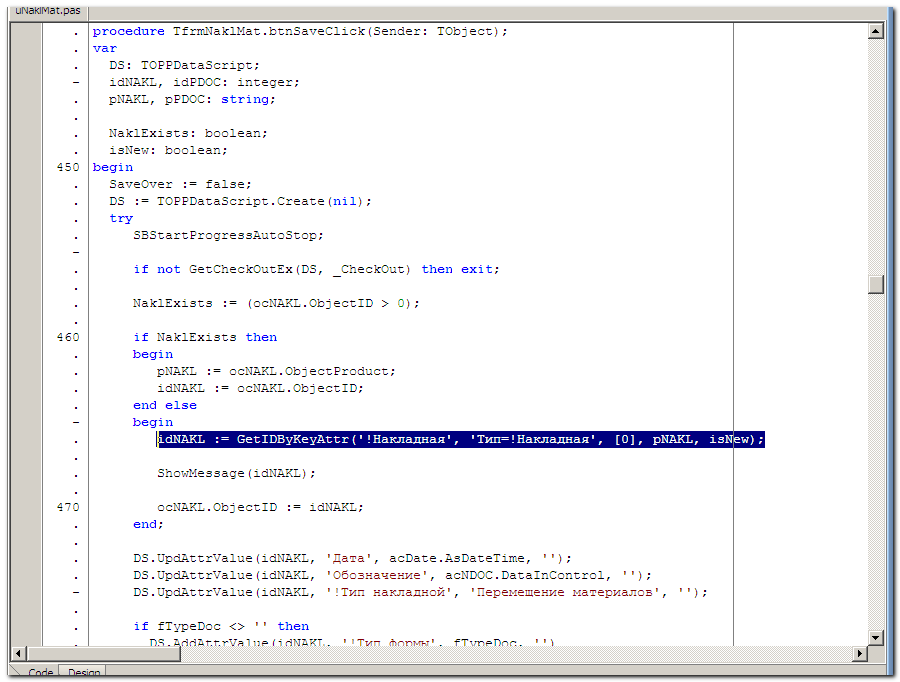 uNaklMat.pas
procedure TfrmNaklMat.btnSaveClick(Sender: TObject);
var
DS: TOPPDataScript;
idNAKL, idPDOC: integer;
pNAKL, pPDOC: string;
NaklExists: boolean;
isNew: boolean;
450 begin
SaveOver := false;
DS := TOPPDataScript.Create(nil);
try
SBStartProgressAutoStop;
if not GetCheckOutEx(DS, _CheckOut) then exit;
NaklExists := (ocNAKL.ObjectID > 0);
460 if NaklExists then
begin
pNAKL := ocNAKL.ObjectProduct;
idNAKL := ocNAKL.ObjectID;
end else
begin
idNAKL := GetIDByKeyAttr('!Накладная', 'Тип=!Накладная', [0], pNAKL, isNew);
ShowMessage(idNAKL);
470 ocNAKL.ObjectID := idNAKL;
end;
DS.UpdAttrValue(idNAKL, 'Дата', acDate.AsDateTime, '');
DS.UpdAttrValue(idNAKL, 'Обозначение', acNDOC.DataInControl, '');
DS.UpdAttrValue(idNAKL, '!Тип накладной', 'Перемешение материалов', '');
if fTypeDoc <> '' then
DS.AddAttrValue(idNAKL, '!Тип формы', fTypeDoc, '')
Code Design